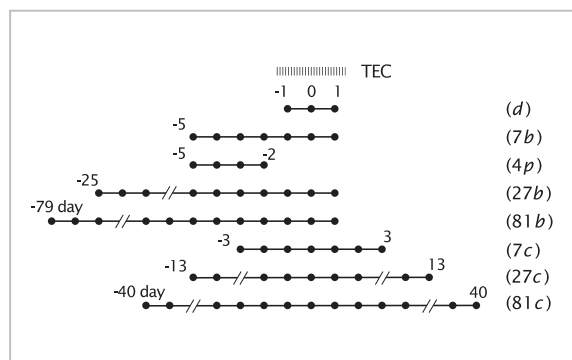 TEC
-1 0 1 (d)
-5 (7b)
-5 -2 (4p)
-25 (27b)
-79 day (81b)
-3 3 (7c)
-13 13 (27c)
-40 day 40 (81c)